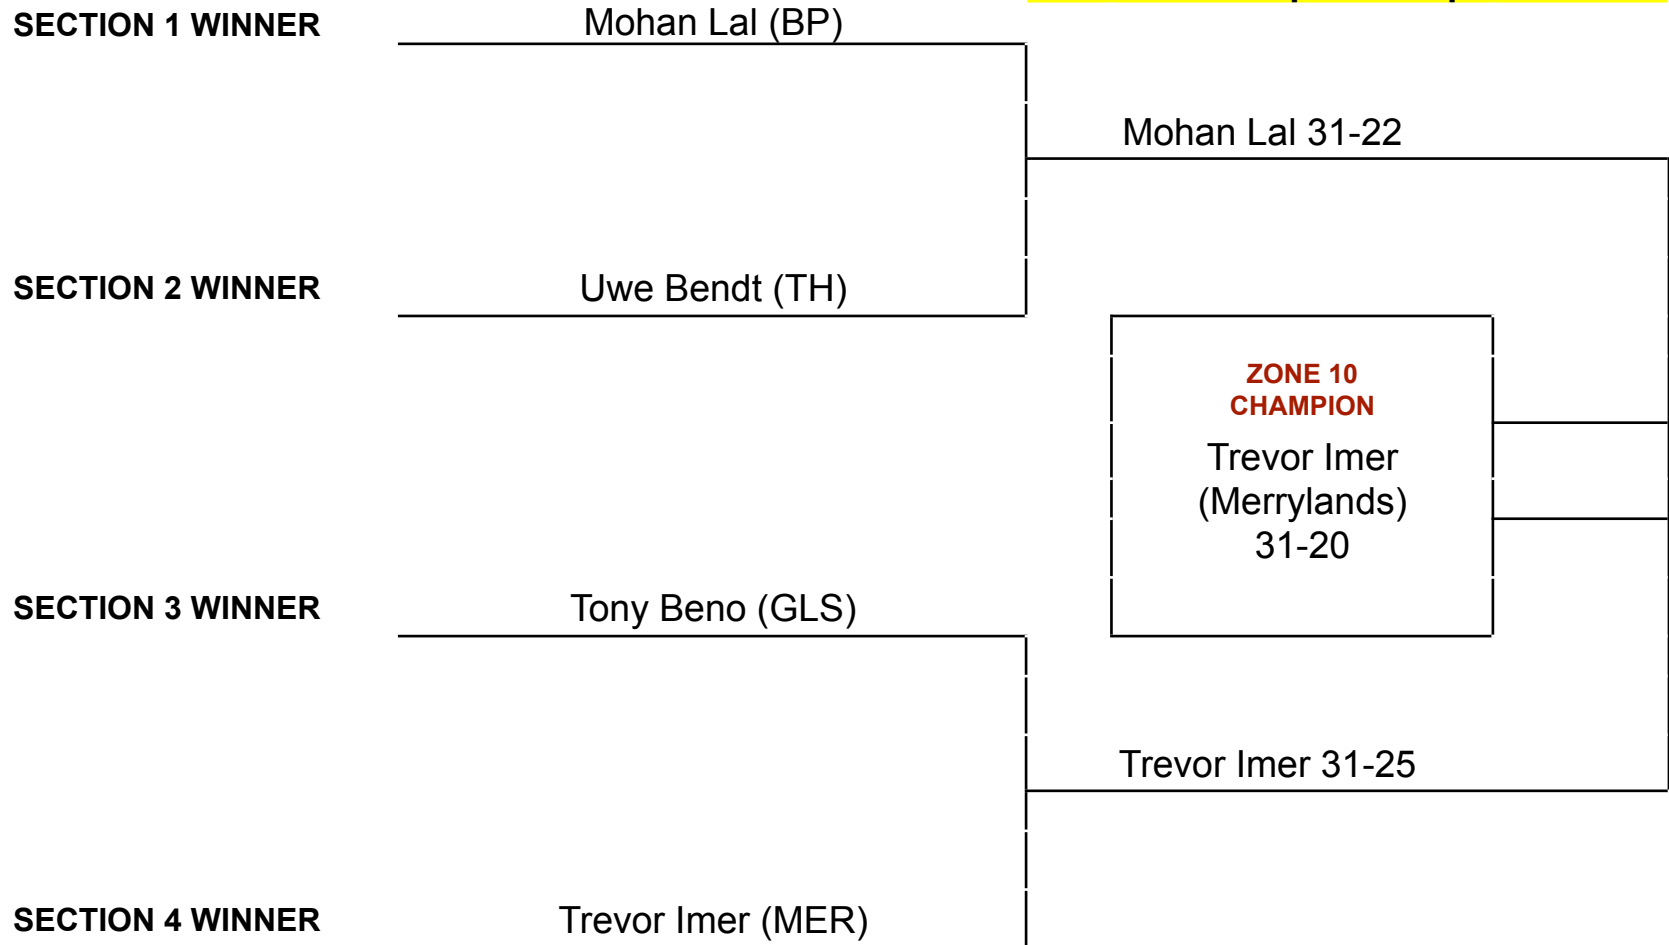 SECTION 1 WINNER
Mohan Lal (BP)
Mohan Lal 31-22
SECTION 2 WINNER
Uwe Bendt (TH)
ZONE 10
CHAMPION
Trevor Imer
(Merrylands)
31-20
SECTION 3 WINNER
Tony Beno (GLS)
Trevor Imer 31-25
SECTION 4 WINNER
Trevor Imer (MER)